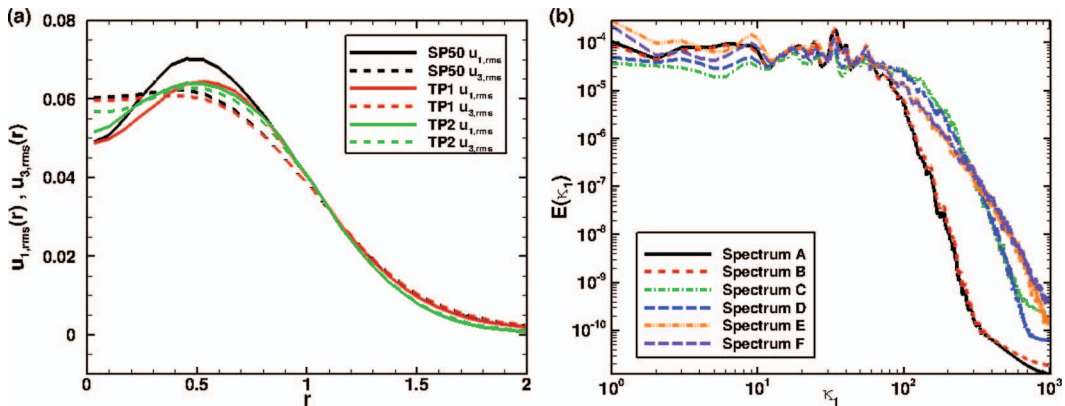 (a)
0.08
0.06
0.04
0.02
0
u1,rms(r) , u3,rms(r)
0
0.5
1
1.5
2
r
SP50 u1,rms
SP50 u3,rms
TP1 u1,rms
TP1 u3,rms
TP2 u1,rms
TP2 u3,rms
(b)
10⁻⁴
10⁻⁵
10⁻⁶
10⁻⁷
10⁻⁸
10⁻⁹
10⁻¹⁰
E(κ1)
10⁰
10¹
10²
10³
κ1
Spectrum A
Spectrum B
Spectrum C
Spectrum D
Spectrum E
Spectrum F